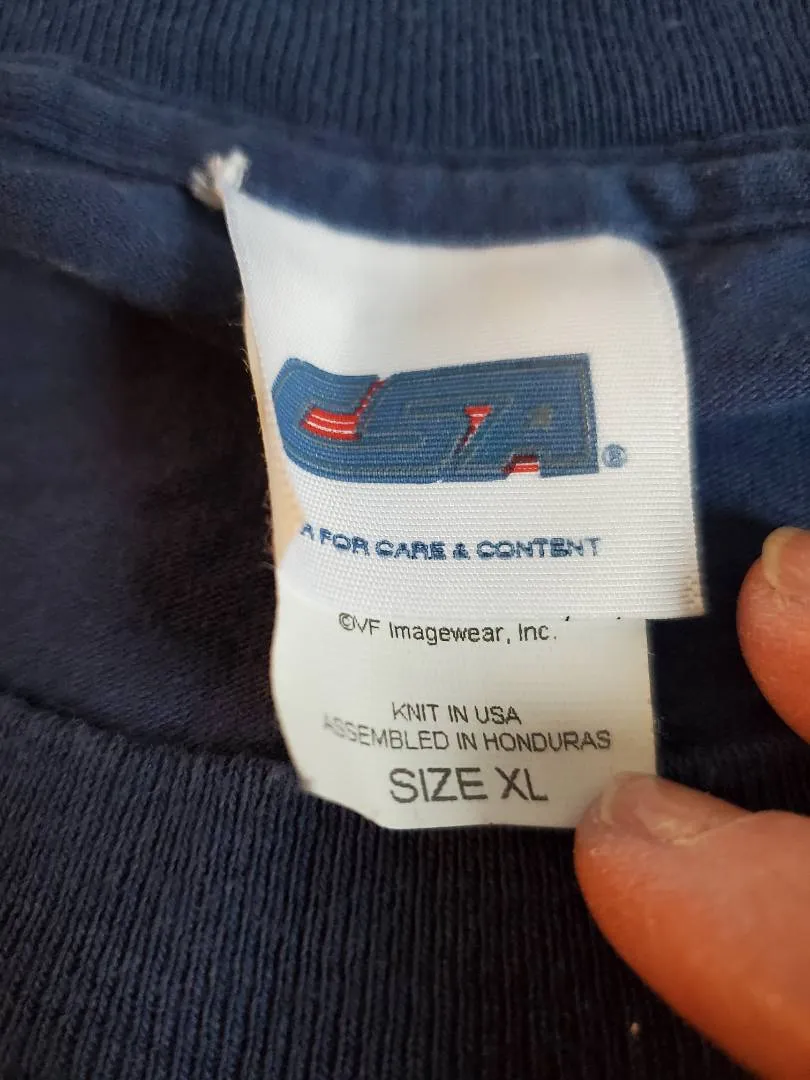 CSA®
R FOR CARE & CONTENT
©VF Imagewear, Inc.
KNIT IN USA
ASSEMBLED IN HONDURAS
SIZE XL